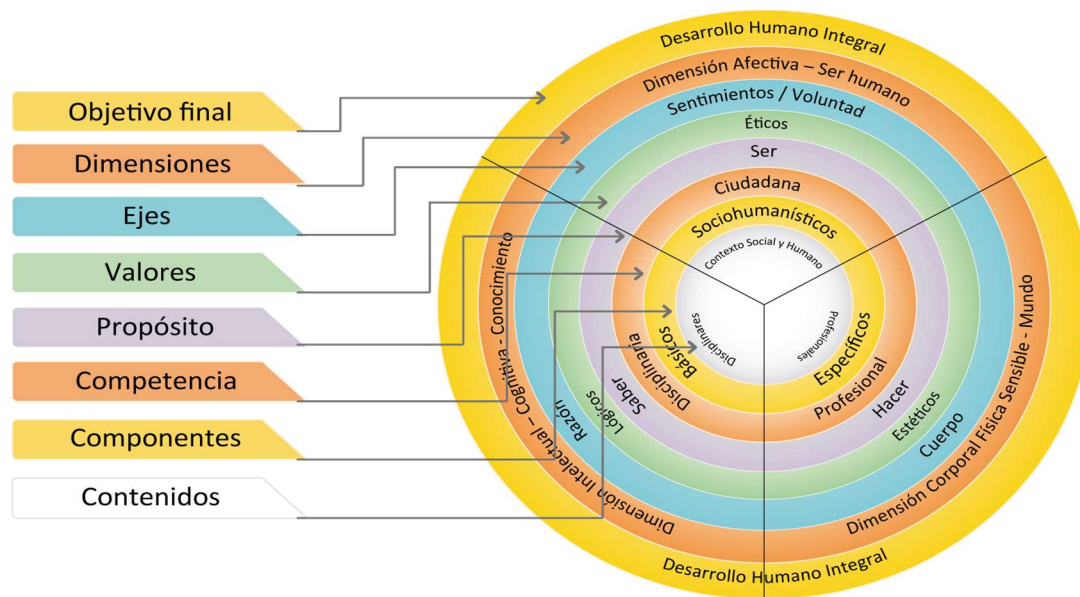 Objetivo final
Dimensiones
Ejes
Valores
Propósito
Competencia
Componentes
Contenidos
Desarrollo Humano Integral
Dimensión Afectiva – Ser humano
Sentimientos / Voluntad
Éticos
Ser
Ciudadana
Sociohumanísticos
Contexto Social y Humano
Dimensión Intelectual – Cognitiva - Conocimiento
Razón
Lógicos
Saber
Disciplinaria
Básicos
Disciplinares
Profesionales
Específicos
Profesional
Hacer
Estéticos
Cuerpo
Dimensión Corporal Fisica Sensible - Mundo
Desarrollo Humano Integral